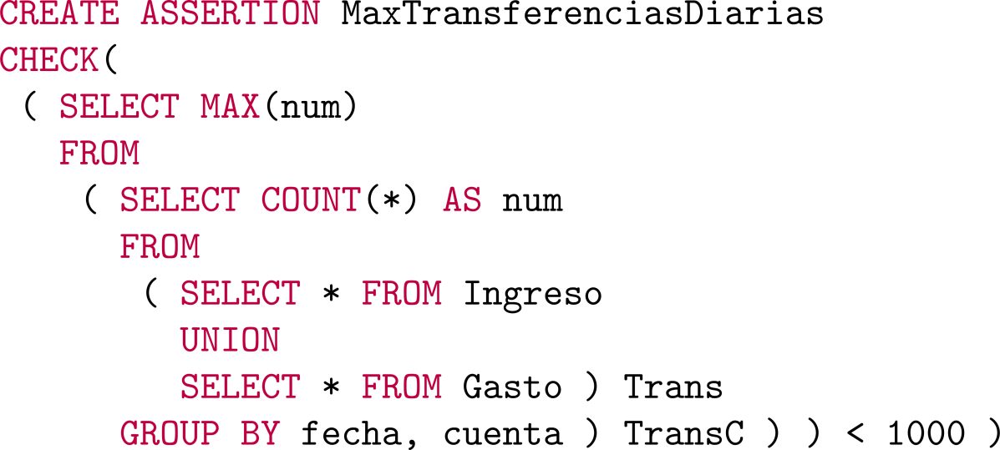 CREATE ASSERTION MaxTransferenciasDiarias
CHECK(
( SELECT MAX(num)
FROM
( SELECT COUNT(*) AS num
FROM
( SELECT * FROM Ingreso
UNION
SELECT * FROM Gasto ) Trans
GROUP BY fecha, cuenta ) TransC ) ) < 1000 )